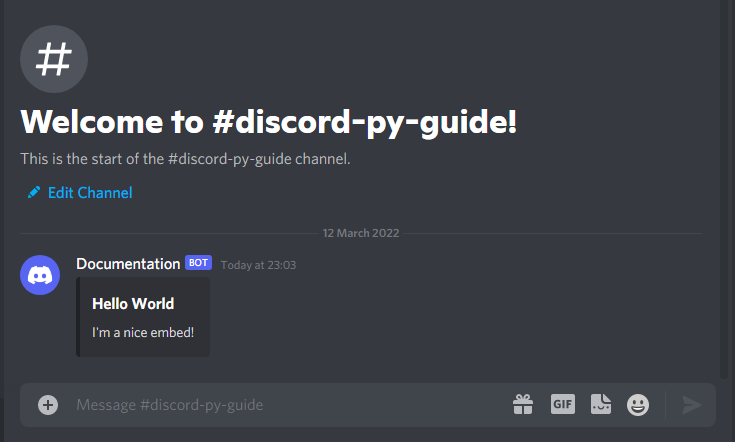 #
Welcome to #discord-py-guide!
This is the start of the #discord-py-guide channel.
Edit Channel
12 March 2022
Documentation BOT Today at 23:03
Hello World
I'm a nice embed!
Message #discord-py-guide GIF